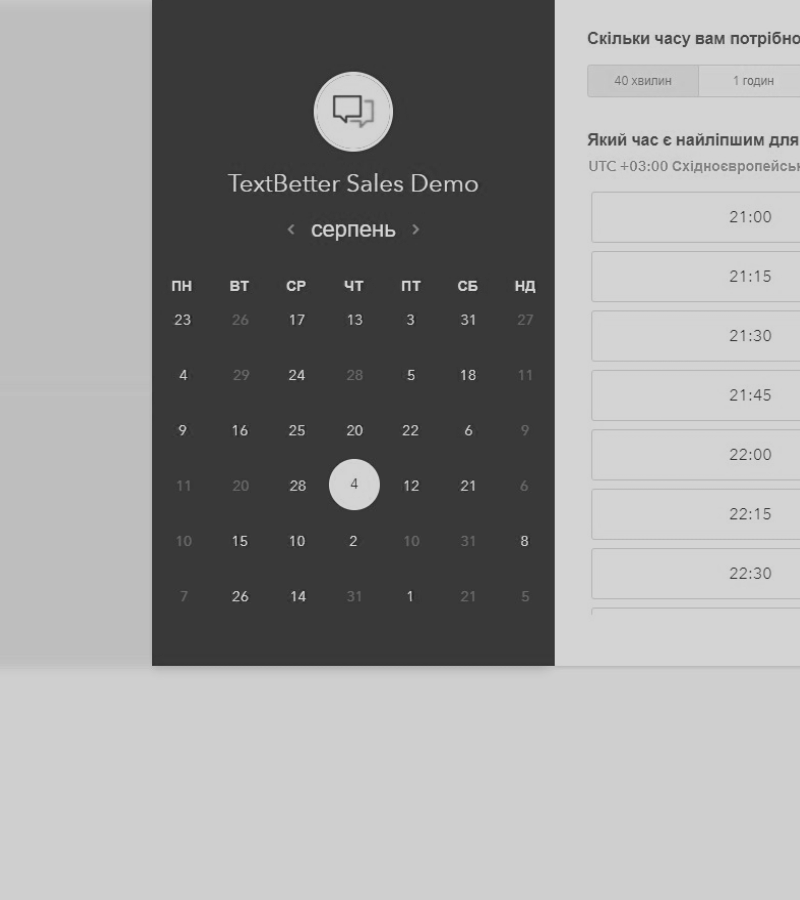 TextBetter Sales Demo
серпень
ПН ВТ СР ЧТ ПТ СБ НД
23 26 17 13 3 31 27
4 29 24 28 5 18 11
9 16 25 20 22 6 9
11 20 28 4 12 21 6
10 15 10 2 10 31 8
7 26 14 31 1 21 5
Скільки часу вам потрібно
40 хвилин 1 годин
Який час є найліпшим для
UTC +03:00 Східноєвропейсь
21:00
21:15
21:30
21:45
22:00
22:15
22:30